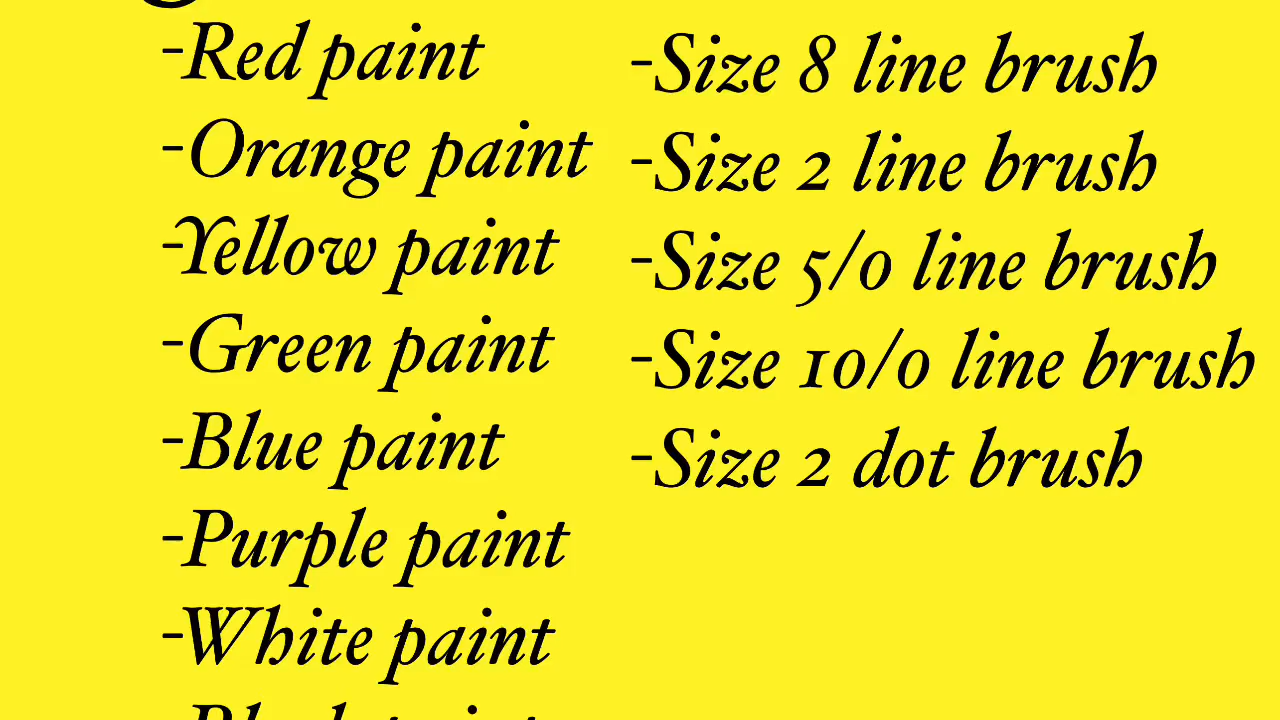 -Red paint
-Orange paint
-Yellow paint
-Green paint
-Blue paint
-Purple paint
-White paint
-Size 8 line brush
-Size 2 line brush
-Size 5/0 line brush
-Size 10/0 line brush
-Size 2 dot brush